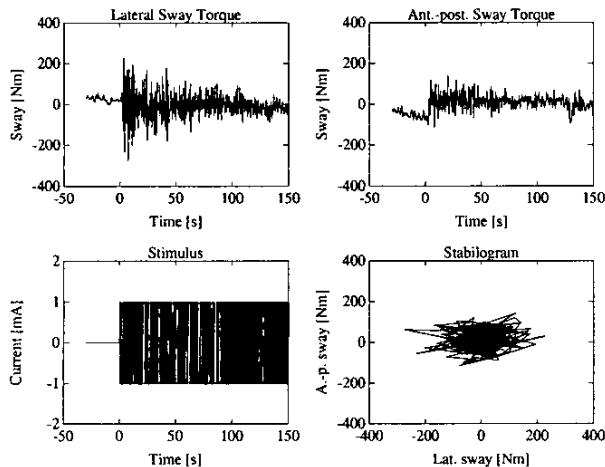 Lateral Sway Torque
400
200
0
-200
-400
Sway [Nm]
-50 0 50 100 150
Time [s]
Ant.-post. Sway Torque
400
200
0
-200
-400
Sway [Nm]
-50 0 50 100 150
Time [s]
Stimulus
2
1
0
-1
-2
Current [mA]
-50 0 50 100 150
Time [s]
Stabilogram
400
200
0
-200
-400
A.-p. sway [Nm]
-400 -200 0 200 400
Lat. sway [Nm]